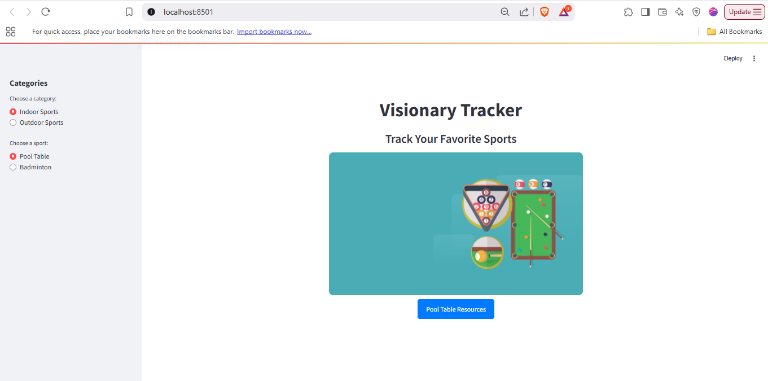 localhost:8501
Update
For quick access, place your bookmarks here on the bookmarks bar. Import bookmarks now...
All Bookmarks
Deploy
Categories
Choose a category:
Indoor Sports
Outdoor Sports
Choose a sport:
Pool Table
Badminton
Visionary Tracker
Track Your Favorite Sports
Pool Table Resources